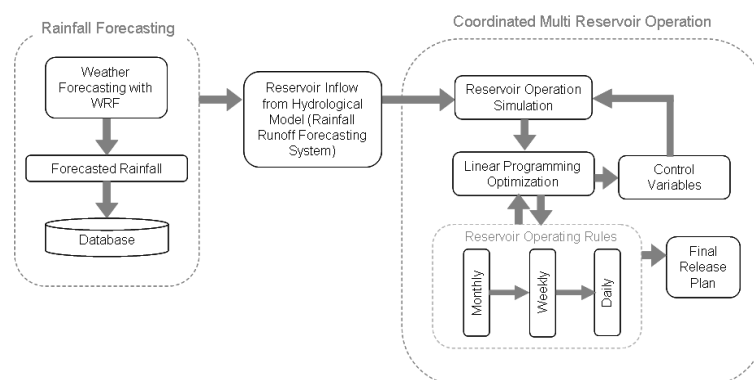 Rainfall Forecasting
Weather
Forecasting with
WRF
Forecasted Rainfall
Database
Reservoir Inflow
from Hydrological
Model (Rainfall
Runoff Forecasting
System)
Coordinated Multi Reservoir Operation
Reservoir Operation
Simulation
Linear Programming
Optimization
Control
Variables
Reservoir Operating Rules
Monthly
Weekly
Daily
Final
Release
Plan